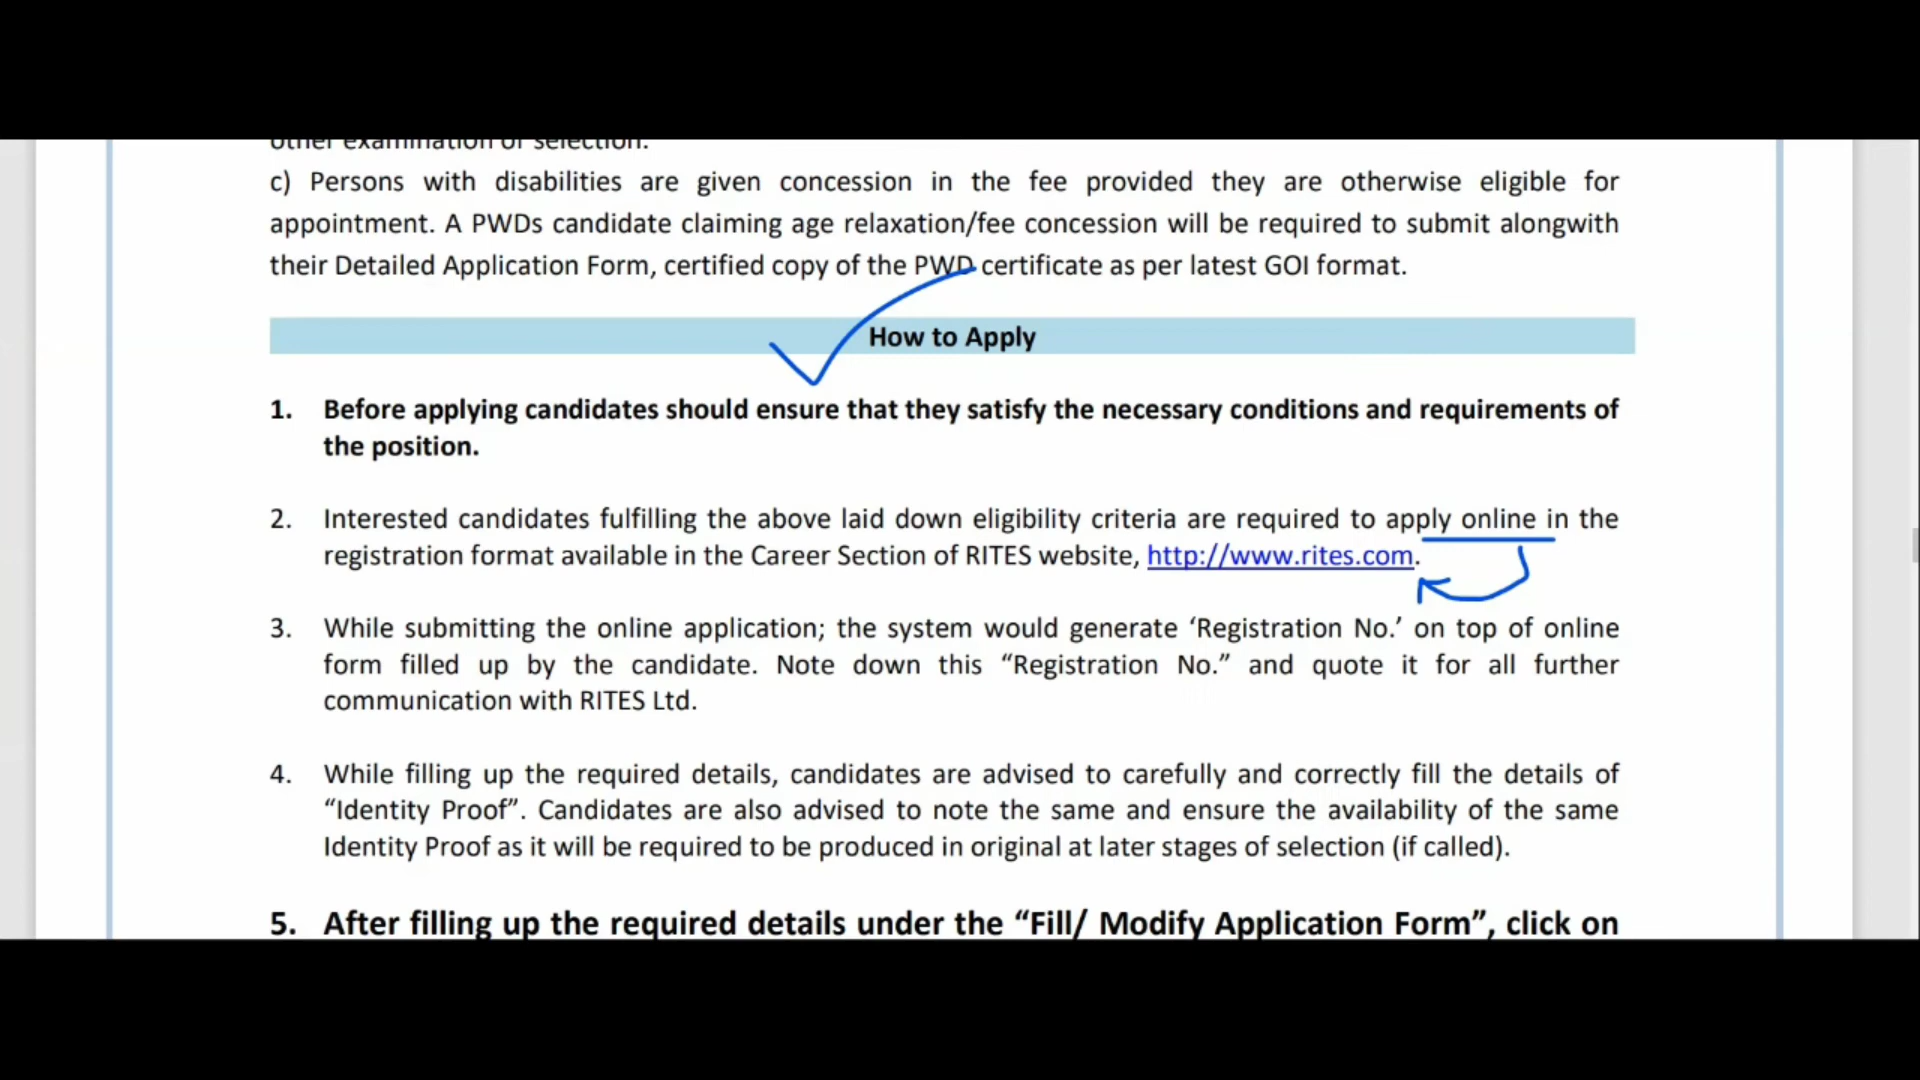 other examination or selection.
c) Persons with disabilities are given concession in the fee provided they are otherwise eligible for
appointment. A PWDs candidate claiming age relaxation/fee concession will be required to submit alongwith
their Detailed Application Form, certified copy of the PWD certificate as per latest GOI format.
How to Apply
1. Before applying candidates should ensure that they satisfy the necessary conditions and requirements of
the position.
2. Interested candidates fulfilling the above laid down eligibility criteria are required to apply online in the
registration format available in the Career Section of RITES website, http://www.rites.com.
3. While submitting the online application; the system would generate ‘Registration No.’ on top of online
form filled up by the candidate. Note down this “Registration No.” and quote it for all further
communication with RITES Ltd.
4. While filling up the required details, candidates are advised to carefully and correctly fill the details of
“Identity Proof”. Candidates are also advised to note the same and ensure the availability of the same
Identity Proof as it will be required to be produced in original at later stages of selection (if called).
5. After filling up the required details under the “Fill/ Modify Application Form”, click on